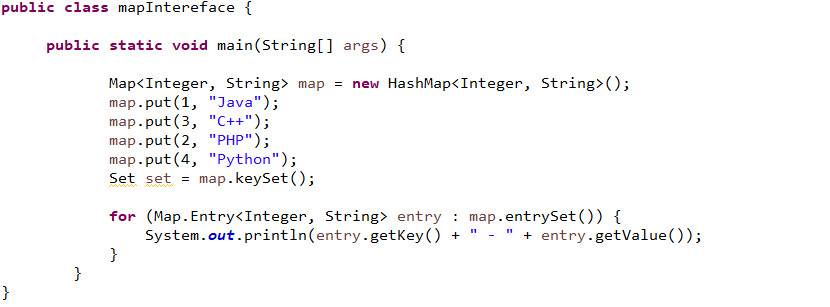 public class mapIntereface {
public static void main(String[] args) {
Map<Integer, String> map = new HashMap<Integer, String>();
map.put(1, "Java");
map.put(3, "C++");
map.put(2, "PHP");
map.put(4, "Python");
Set set = map.keySet();
for (Map.Entry<Integer, String> entry : map.entrySet()) {
System.out.println(entry.getKey() + " - " + entry.getValue());
}
}
}